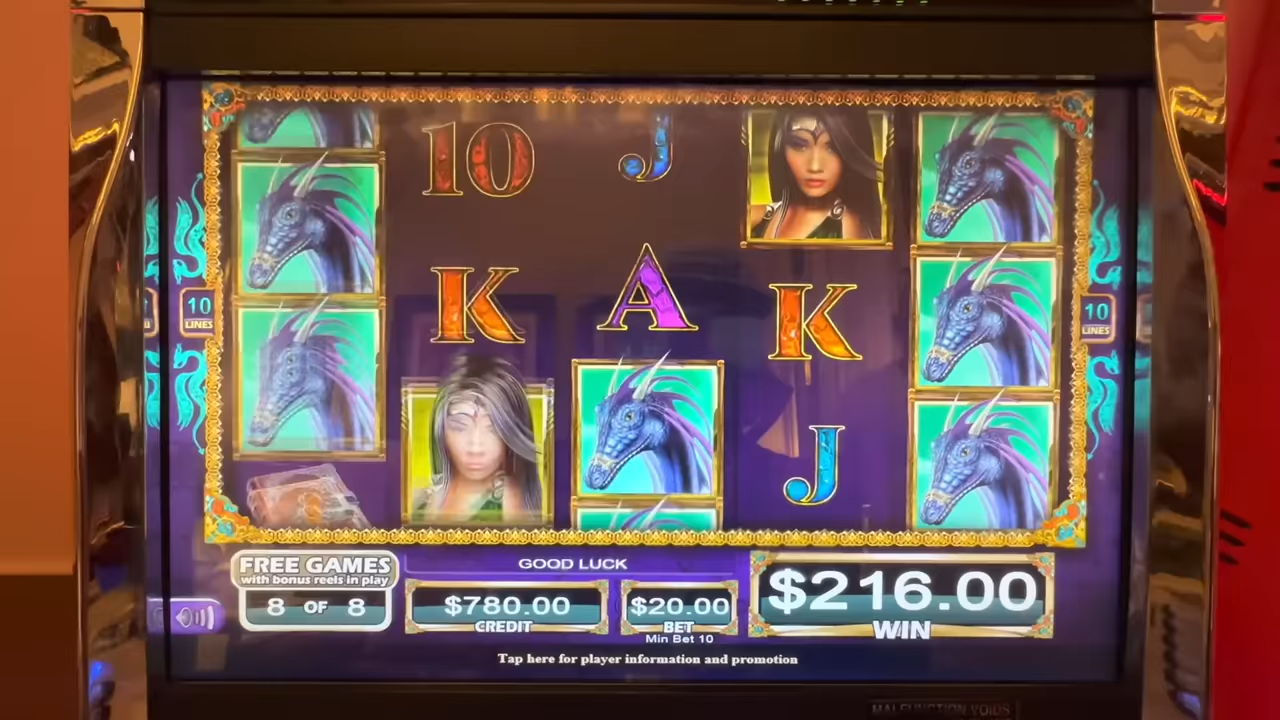 10
J
K
A
K
10
LINES
10
LINES
J
FREE GAMES
with bonus reels in play
8 OF 8
GOOD LUCK
$780.00
CREDIT
$20.00
BET
Min Bet 10
$216.00
WIN
Tap here for player information and promotion
MALFUNCTION VOIDS